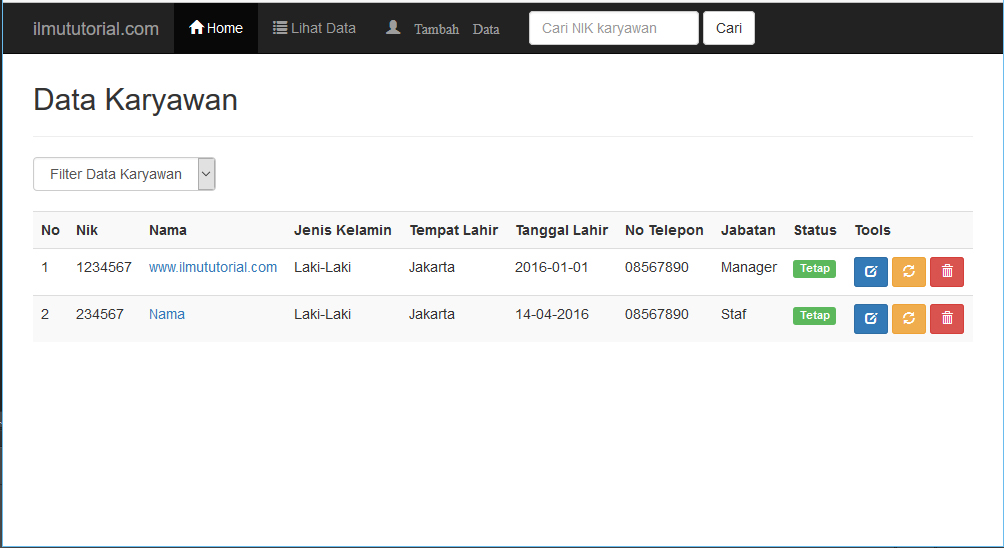 ilmututorial.com Home Lihat Data Tambah Data Cari NIK karyawan Cari
Data Karyawan
Filter Data Karyawan
No Nik Nama Jenis Kelamin Tempat Lahir Tanggal Lahir No Telepon Jabatan Status Tools
1 1234567 www.ilmututorial.com Laki-Laki Jakarta 2016-01-01 08567890 Manager Tetap
2 234567 Nama Laki-Laki Jakarta 14-04-2016 08567890 Staf Tetap